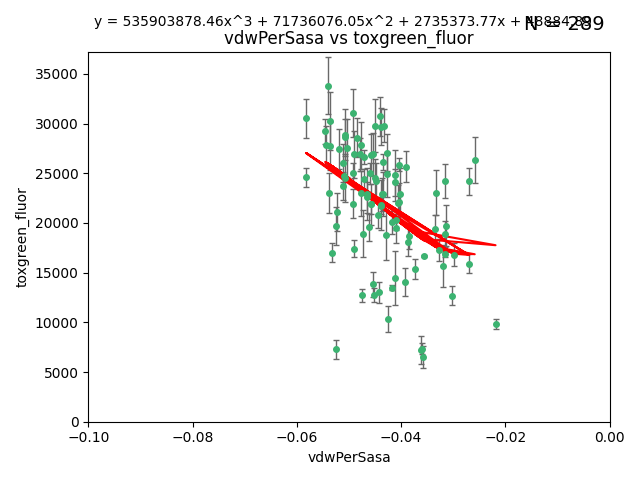 y = 535903878.46x^3 + 71736076.05x^2 + 2735373.77x +
N = 289
vdwPerSasa vs toxgreen_fluor
35000
30000
25000
20000
15000
10000
5000
0
toxgreen_fluor
−0.10
−0.08
−0.06
−0.04
−0.02
0.00
vdwPerSasa